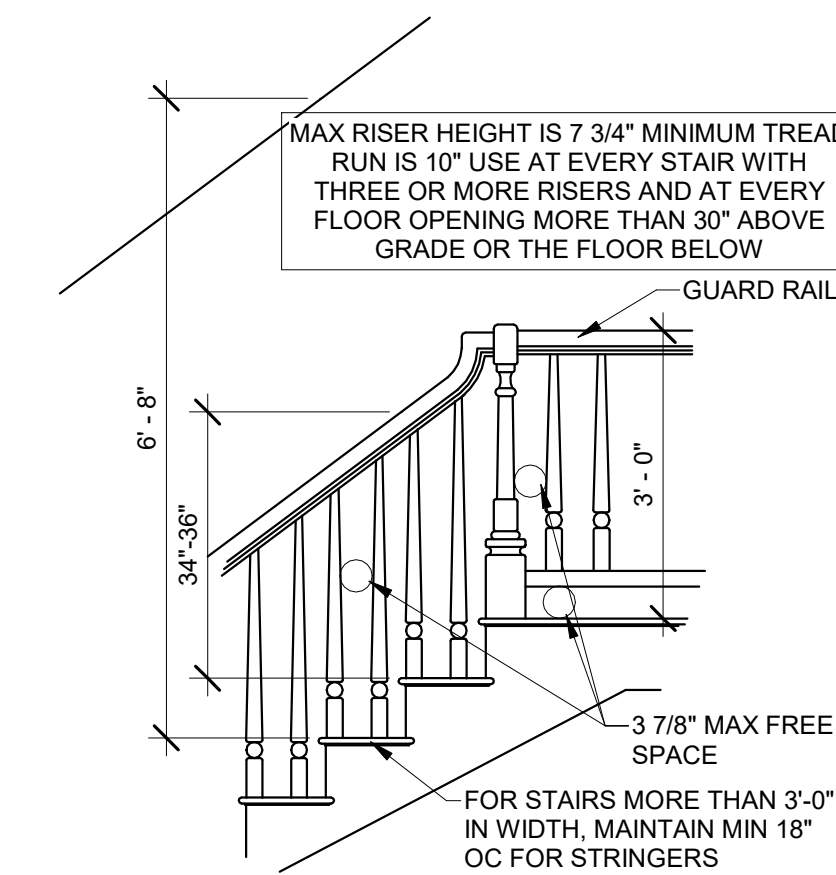 MAX RISER HEIGHT IS 7 3/4" MINIMUM TREAD
RUN IS 10" USE AT EVERY STAIR WITH
THREE OR MORE RISERS AND AT EVERY
FLOOR OPENING MORE THAN 30" ABOVE
GRADE OR THE FLOOR BELOW
GUARD RAIL
6' - 8"
34"-36"
3' - 0"
3 7/8" MAX FREE
SPACE
FOR STAIRS MORE THAN 3'-0"
IN WIDTH, MAINTAIN MIN 18"
OC FOR STRINGERS